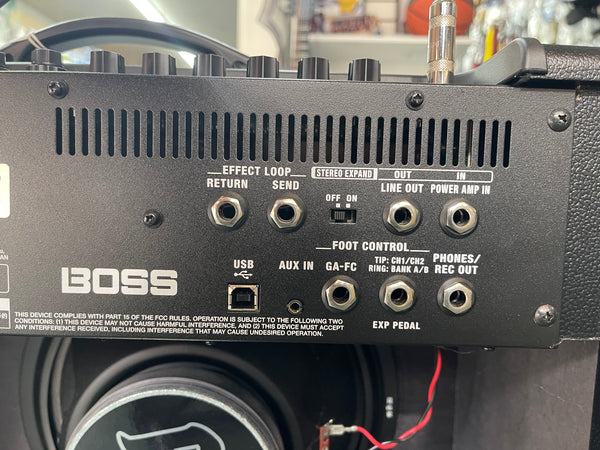 EFFECT LOOP
RETURN SEND
STEREO EXPAND
OFF ON
OUT IN
LINE OUT POWER AMP IN
FOOT CONTROL
USB AUX IN GA-FC
TIP: CH1/CH2
RING: BANK A/B
PHONES/
REC OUT
EXP PEDAL
BOSS
THIS DEVICE COMPLIES WITH PART 15 OF THE FCC RULES. OPERATION IS SUBJECT TO THE FOLLOWING TWO
CONDITIONS: (1) THIS DEVICE MAY NOT CAUSE HARMFUL INTERFERENCE, AND (2) THIS DEVICE MUST ACCEPT
ANY INTERFERENCE RECEIVED, INCLUDING INTERFERENCE THAT MAY CAUSE UNDESIRED OPERATION.